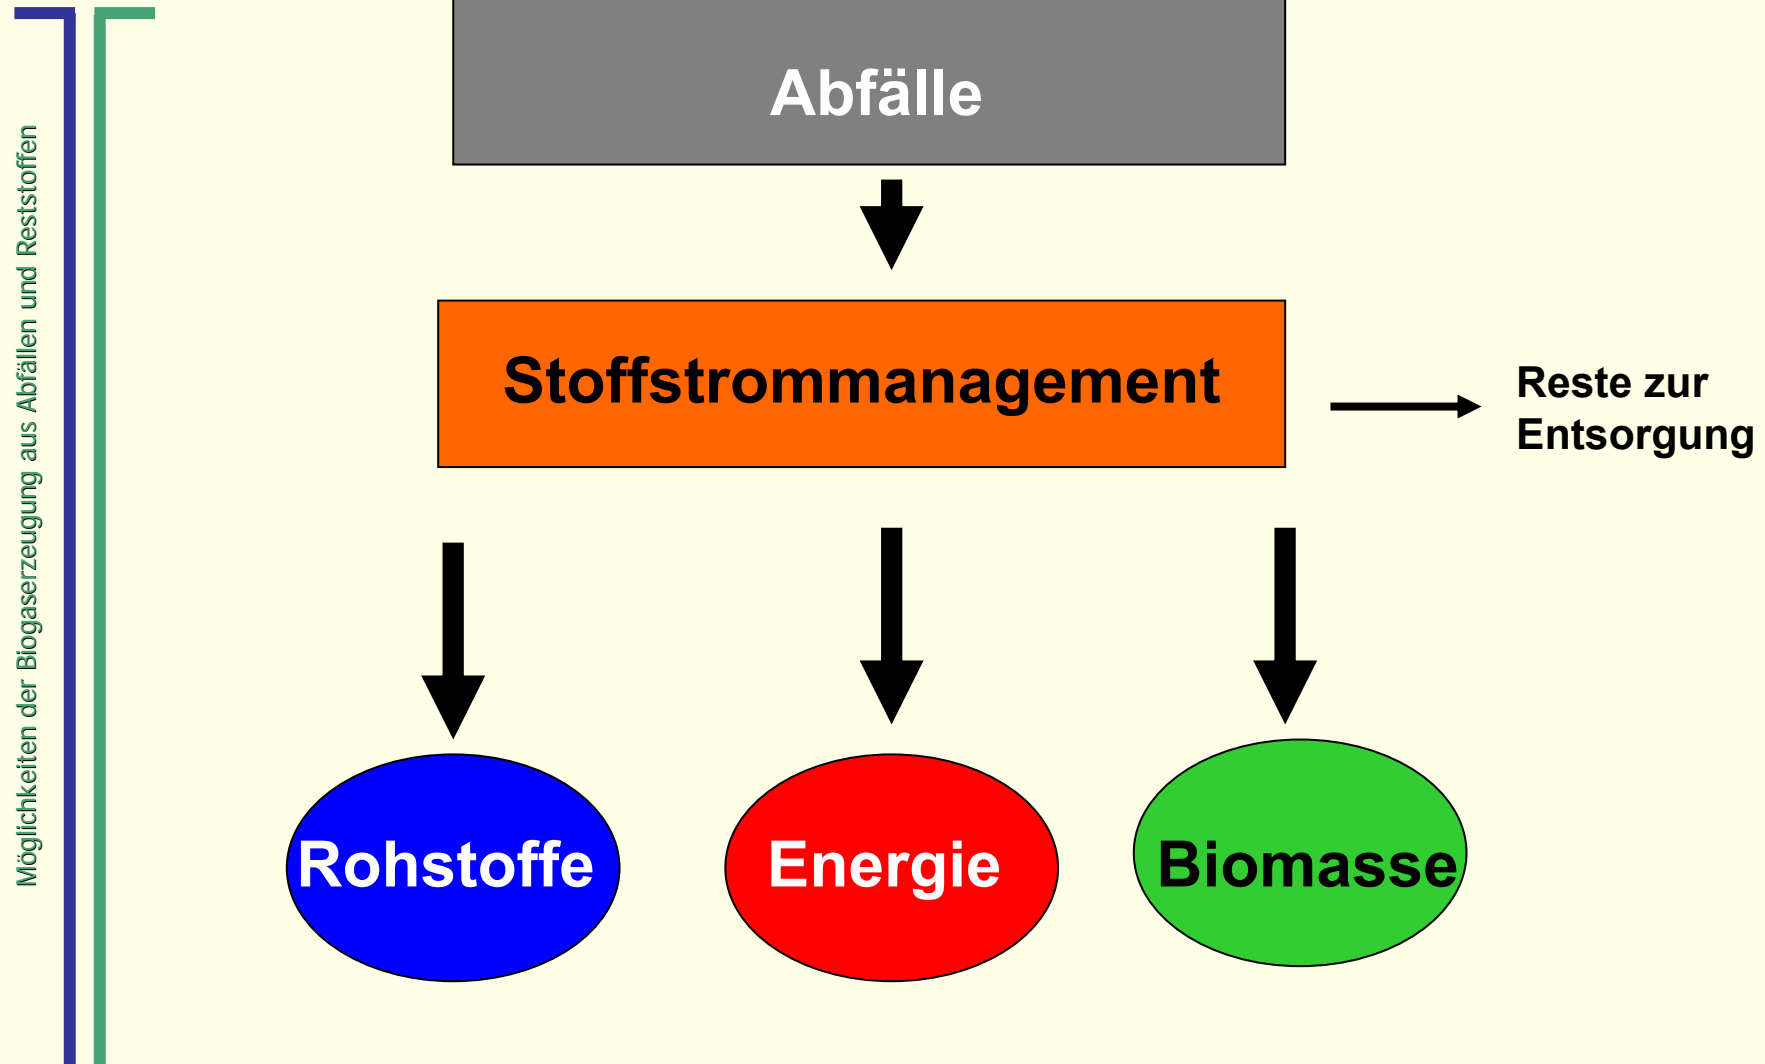 Möglichkeiten der Biogaserzeugung aus Abfällen und Reststoffen
Abfälle
Stoffstrommanagement
Reste zur
Entsorgung
Rohstoffe
Energie
Biomasse